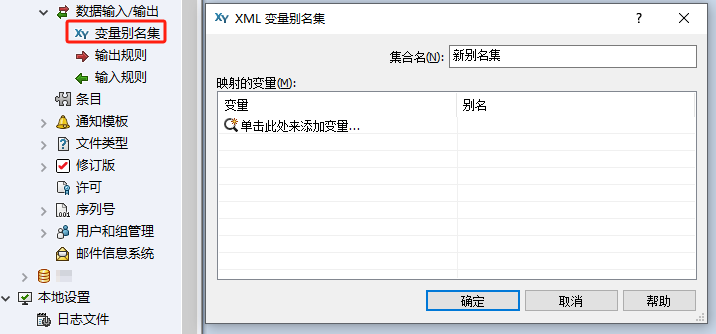 数据输入/输出
XY 变量别名集
输出规则
输入规则
条目
通知模板
文件类型
修订版
许可
序列号
用户和组管理
邮件信息系统
本地设置
日志文件
XY XML 变量别名集
集合名(N): 新别名集
映射的变量(M):
变量 别名
单击此处来添加变量...
确定 取消 帮助